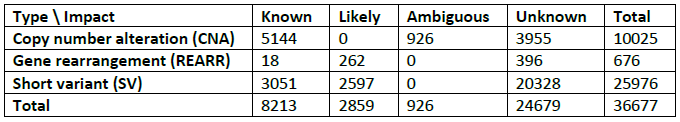 Type \ Impact Known Likely Ambiguous Unknown Total
Copy number alteration (CNA) 5144 0 926 3955 10025
Gene rearrangement (REARR) 18 262 0 396 676
Short variant (SV) 3051 2597 0 20328 25976
Total 8213 2859 926 24679 36677